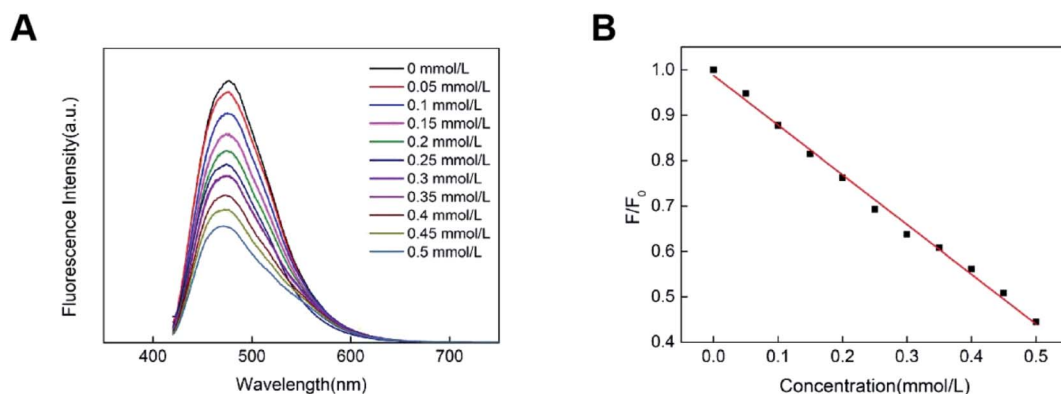 A
Fluorescence Intensity(a.u.)
0 mmol/L
0.05 mmol/L
0.1 mmol/L
0.15 mmol/L
0.2 mmol/L
0.25 mmol/L
0.3 mmol/L
0.35 mmol/L
0.4 mmol/L
0.45 mmol/L
0.5 mmol/L
400 500 600 700
Wavelength(nm)
B
F/F₀
1.0
0.9
0.8
0.7
0.6
0.5
0.4
0.0 0.1 0.2 0.3 0.4 0.5
Concentration(mmol/L)